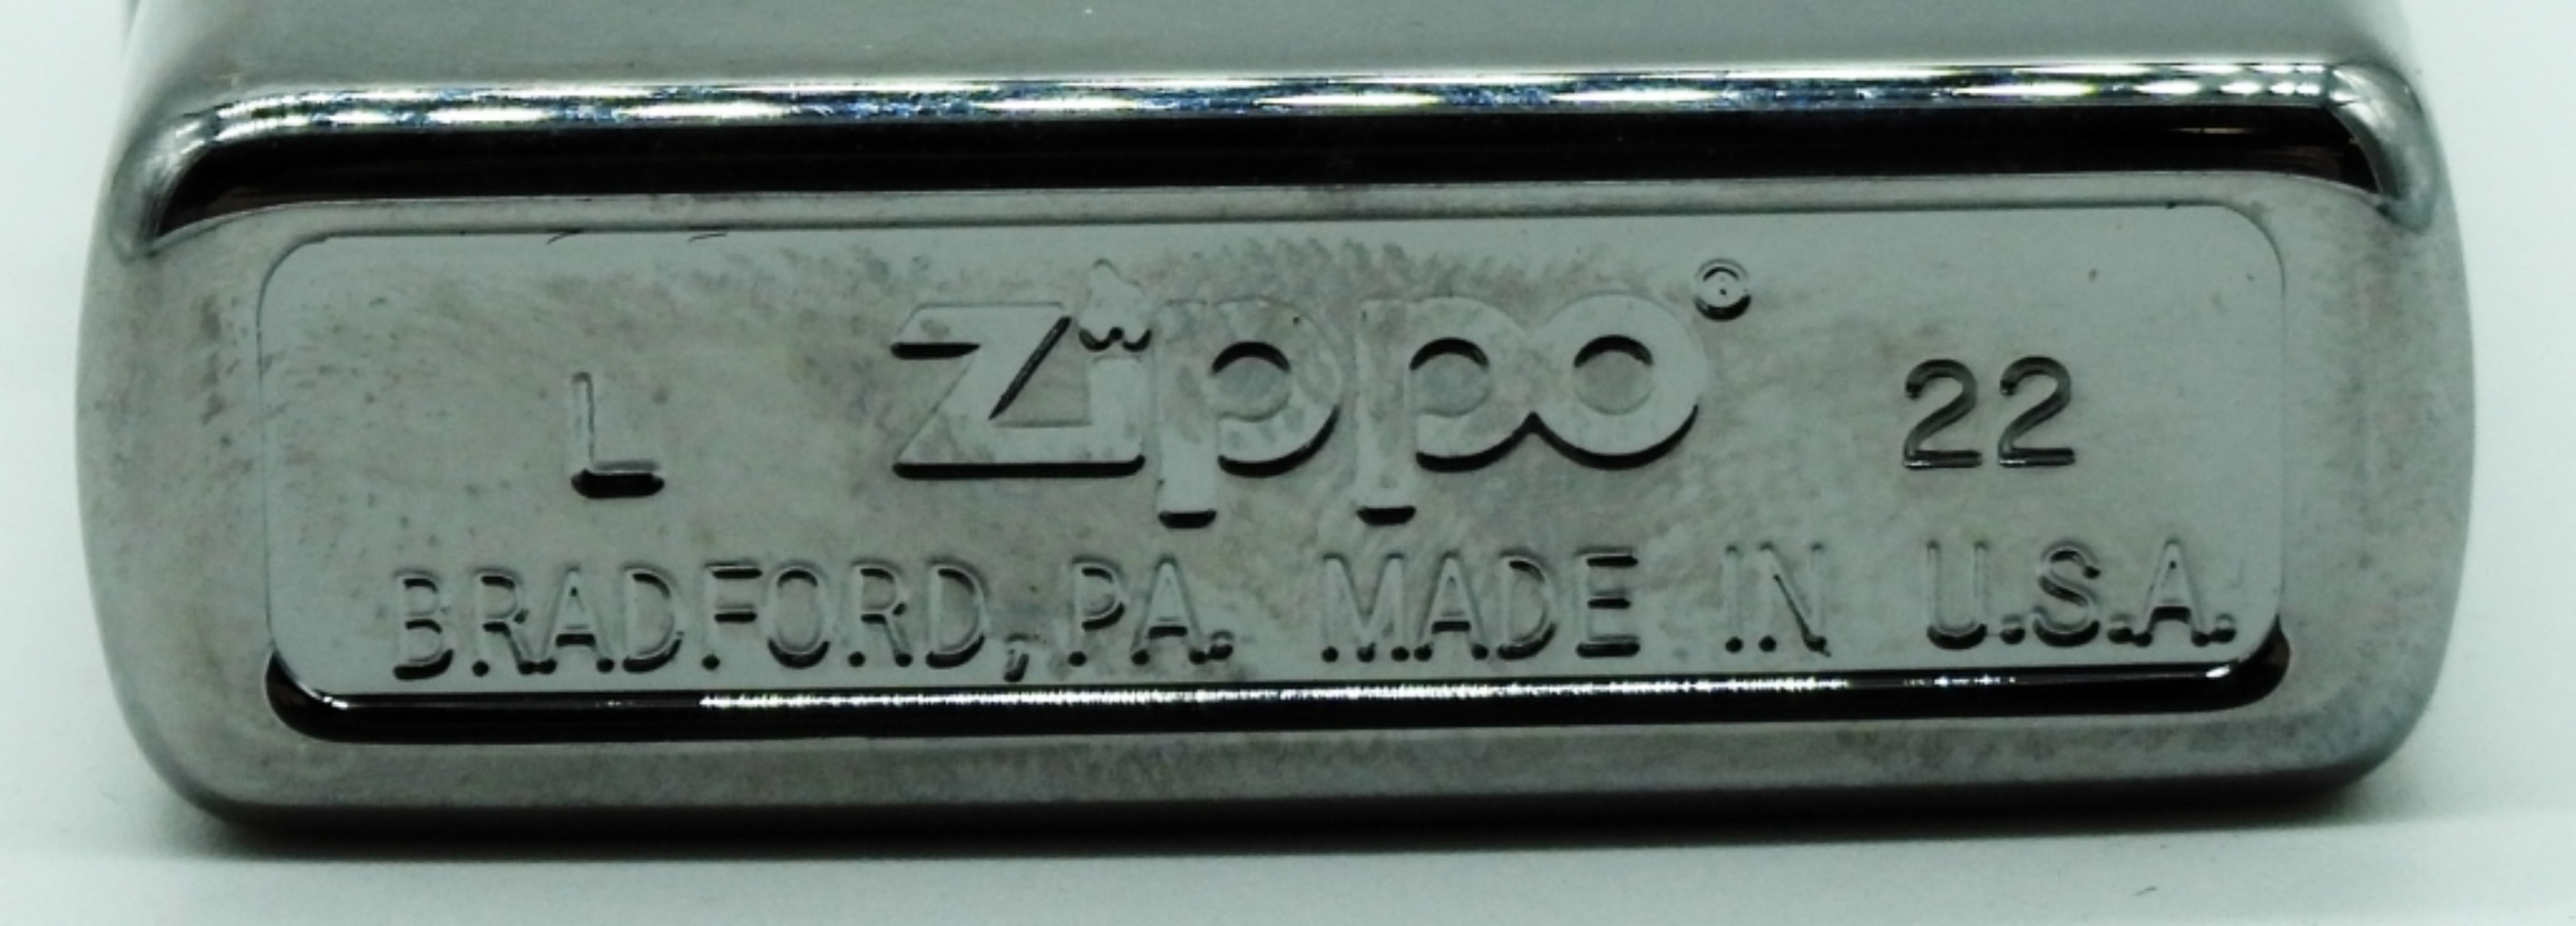 L Zippo® 22
BRADFORD, PA. MADE IN U.S.A.